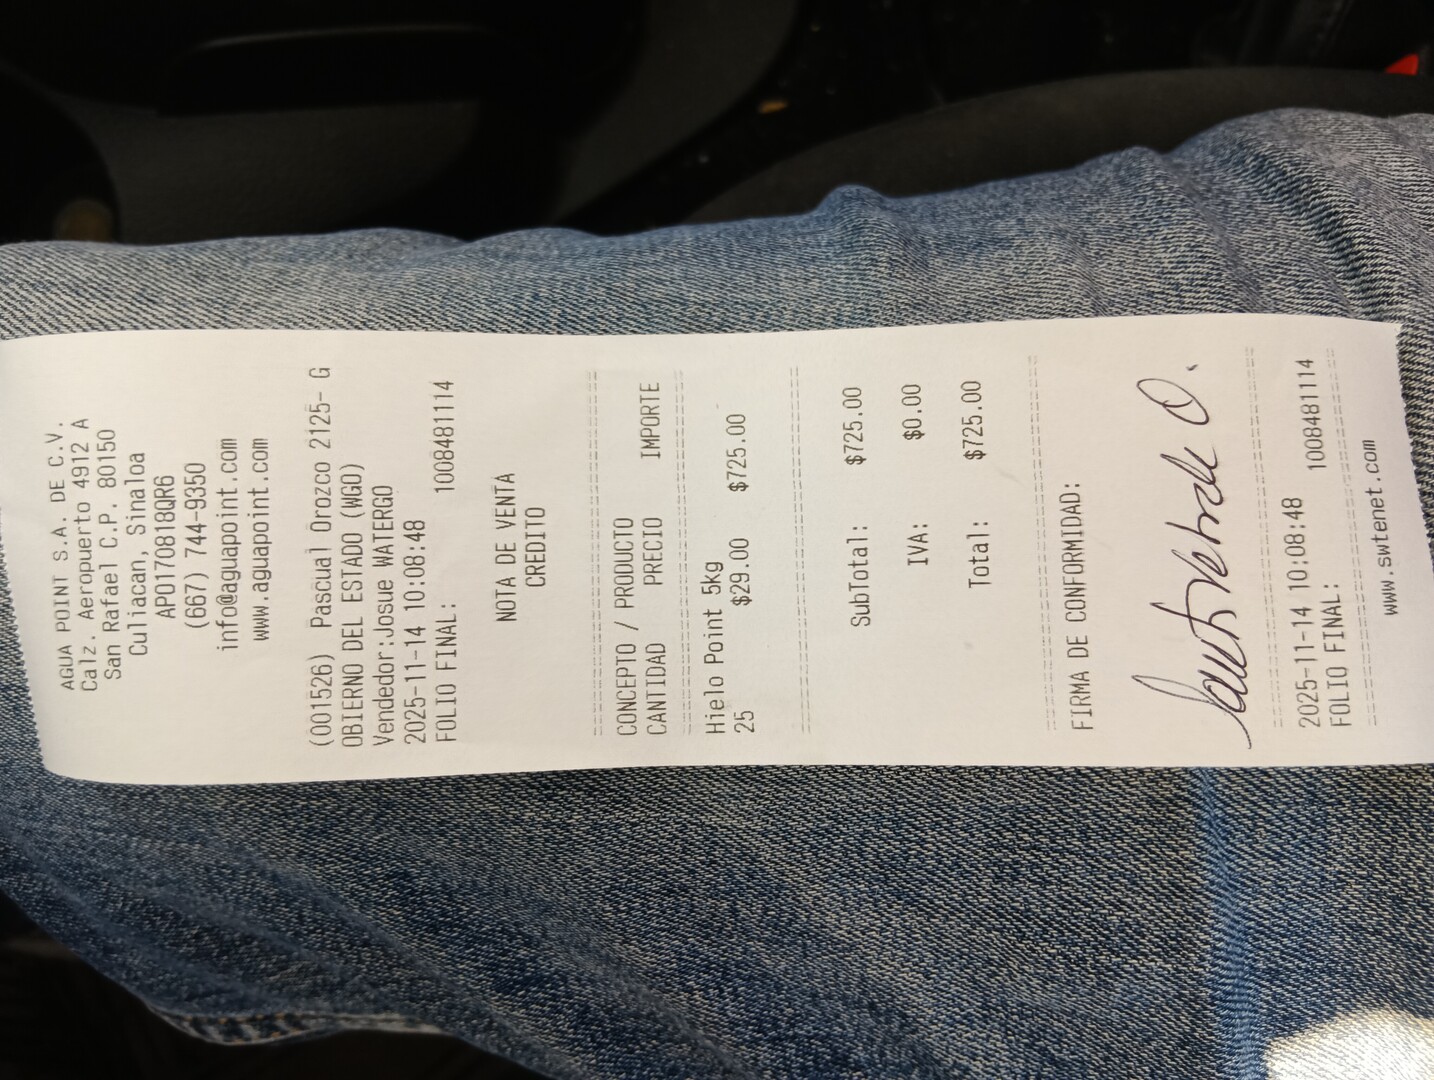 AGUA POINT S.A. DE C.V.
Calz. Aeropuerto 4912 A
San Rafael C.P. 80150
Culiacan, Sinaloa
APO170818QR6
(667) 744-9350
info@aguapoint.com
www.aguapoint.com
(001526) Pascual Orozco 2125- G
OBIERNO DEL ESTADO (WGO)
Vendedor:Josue WATERGO
2025-11-14 10:08:48
FOLIO FINAL: 1008481114
NOTA DE VENTA
CREDITO
CONCEPTO / PRODUCTO
CANTIDAD PRECIO IMPORTE
Hielo Point 5kg
25 $29.00 $725.00
SubTotal: $725.00
IVA: $0.00
Total: $725.00
FIRMA DE CONFORMIDAD:
2025-11-14 10:08:48
FOLIO FINAL: 1008481114
www.swtenet.com